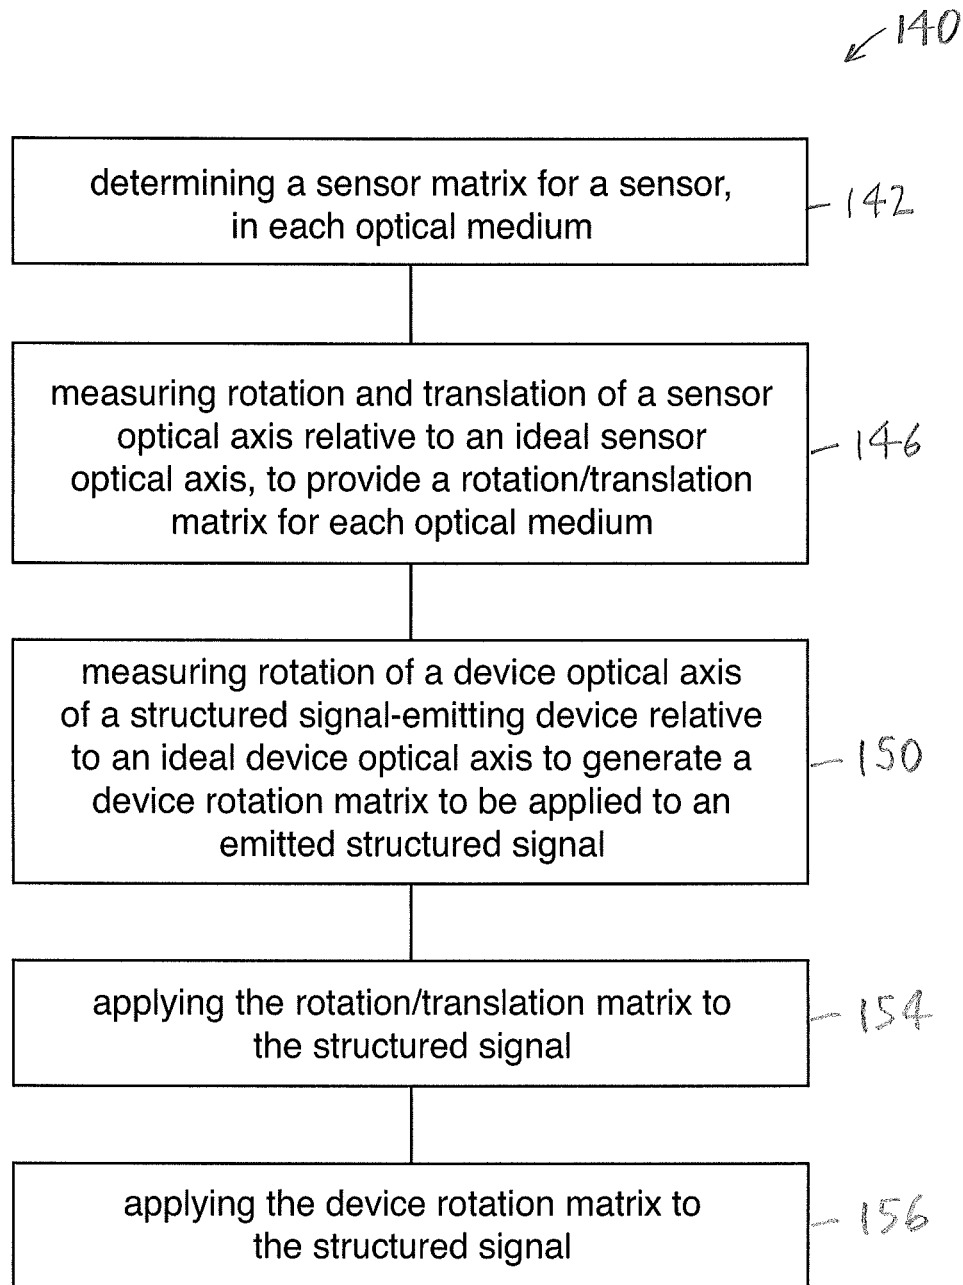 140
determining a sensor matrix for a sensor,
in each optical medium
142
measuring rotation and translation of a sensor
optical axis relative to an ideal sensor
optical axis, to provide a rotation/translation
matrix for each optical medium
146
measuring rotation of a device optical axis
of a structured signal-emitting device relative
to an ideal device optical axis to generate a
device rotation matrix to be applied to an
emitted structured signal
150
applying the rotation/translation matrix to
the structured signal
154
applying the device rotation matrix to
the structured signal
156